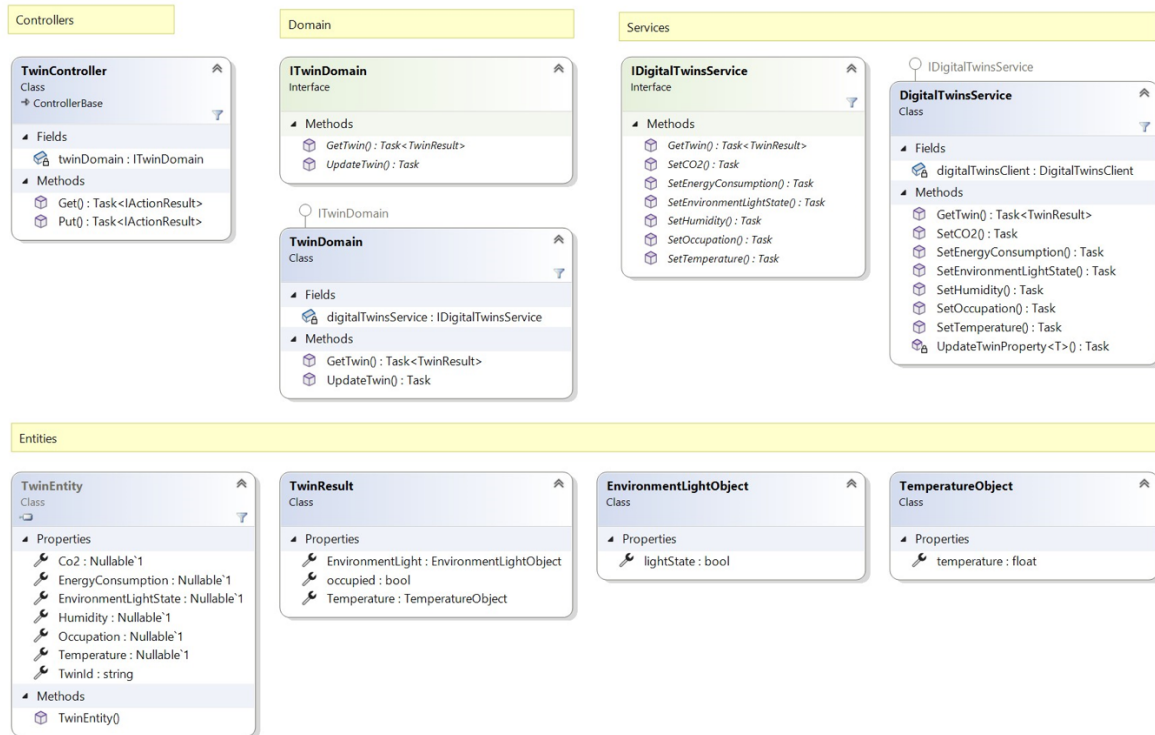 Controllers
Domain
Services
TwinController
Class
ControllerBase
Fields
twinDomain : ITwinDomain
Methods
Get() : Task<IActionResult>
Put() : Task<IActionResult>
ITwinDomain
Interface
Methods
GetTwin() : Task<TwinResult>
UpdateTwin() : Task
ITwinDomain
TwinDomain
Class
Fields
digitalTwinsService : IDigitalTwinsService
Methods
GetTwin() : Task<TwinResult>
UpdateTwin() : Task
IDigitalTwinsService
Interface
Methods
GetTwin() : Task<TwinResult>
SetCO2() : Task
SetEnergyConsumption() : Task
SetEnvironmentLightState() : Task
SetHumidity() : Task
SetOccupation() : Task
SetTemperature() : Task
IDigitalTwinsService
DigitalTwinsService
Class
Fields
digitalTwinsClient : DigitalTwinsClient
Methods
GetTwin() : Task<TwinResult>
SetCO2() : Task
SetEnergyConsumption() : Task
SetEnvironmentLightState() : Task
SetHumidity() : Task
SetOccupation() : Task
SetTemperature() : Task
UpdateTwinProperty<T>() : Task
Entities
TwinEntity
Class
Properties
Co2 : Nullable`1
EnergyConsumption : Nullable`1
EnvironmentLightState : Nullable`1
Humidity : Nullable`1
Occupation : Nullable`1
Temperature : Nullable`1
TwinId : string
Methods
TwinEntity()
TwinResult
Class
Properties
EnvironmentLight : EnvironmentLightObject
occupied : bool
Temperature : TemperatureObject
EnvironmentLightObject
Class
Properties
lightState : bool
TemperatureObject
Class
Properties
temperature : float